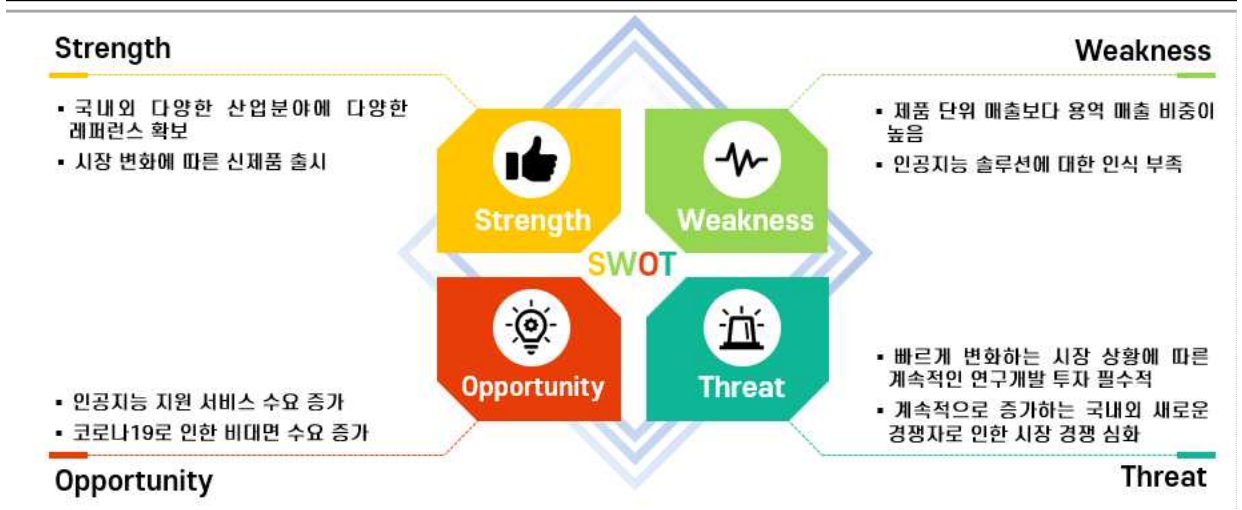 Strength
▪ 국내외 다양한 산업분야에 다양한
레퍼런스 확보
▪ 시장 변화에 따른 신제품 출시
Weakness
▪ 제품 단위 매출보다 용역 매출 비중이
높음
▪ 인공지능 솔루션에 대한 인식 부족
Strength
Weakness
SWOT
Opportunity
Threat
▪ 인공지능 지원 서비스 수요 증가
▪ 코로나19로 인한 비대면 수요 증가
Opportunity
▪ 빠르게 변화하는 시장 상황에 따른
계속적인 연구개발 투자 필수적
▪ 계속적으로 증가하는 국내외 새로운
경쟁자로 인한 시장 경쟁 심화
Threat